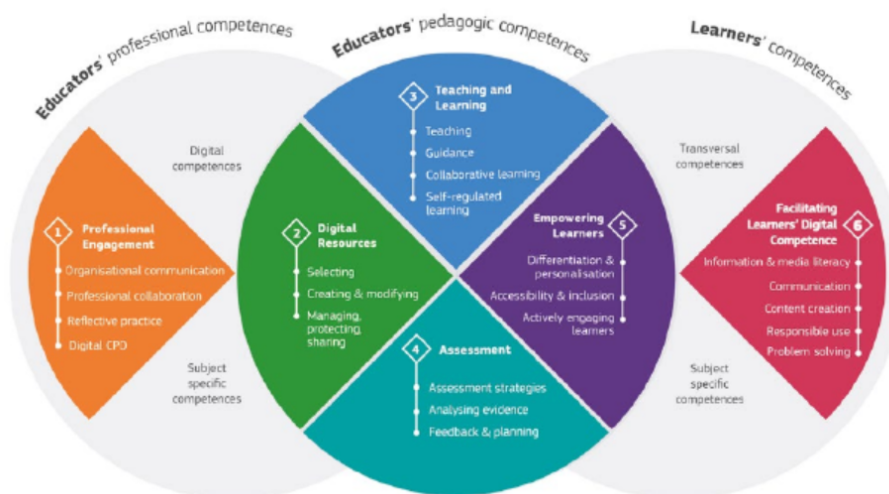 Educators' professional competences
Educators' pedagogic competences
Learners' competences
Digital
competences
Transversal
competences
1
Professional
Engagement
Organisational communication
Professional collaboration
Reflective practice
Digital CPD
2
Digital
Resources
Selecting
Creating & modifying
Managing,
protecting,
sharing
3
Teaching and
Learning
Teaching
Guidance
Collaborative learning
Self-regulated
learning
4
Assessment
Assessment strategies
Analysing evidence
Feedback & planning
Empowering
Learners
5
Differentiation &
personalisation
Accessibility & inclusion
Actively engaging
learners
Facilitating
Learners' Digital
Competence
6
Information & media literacy
Communication
Content creation
Responsible use
Problem solving
Subject
specific
competences
Subject
specific
competences